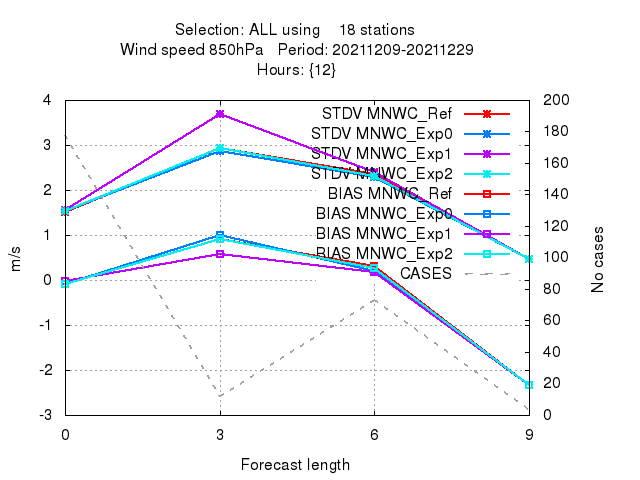 Selection: ALL using 18 stations
Wind speed 850hPa Period: 20211209-20211229
Hours: {12}
STDV MNWC_Ref
STDV MNWC_Exp0
STDV MNWC_Exp1
STDV MNWC_Exp2
BIAS MNWC_Ref
BIAS MNWC_Exp0
BIAS MNWC_Exp1
BIAS MNWC_Exp2
CASES
4
3
2
1
0
-1
-2
-3
m/s
200
180
160
140
120
100
80
60
40
20
0
No cases
0 3 6 9
Forecast length